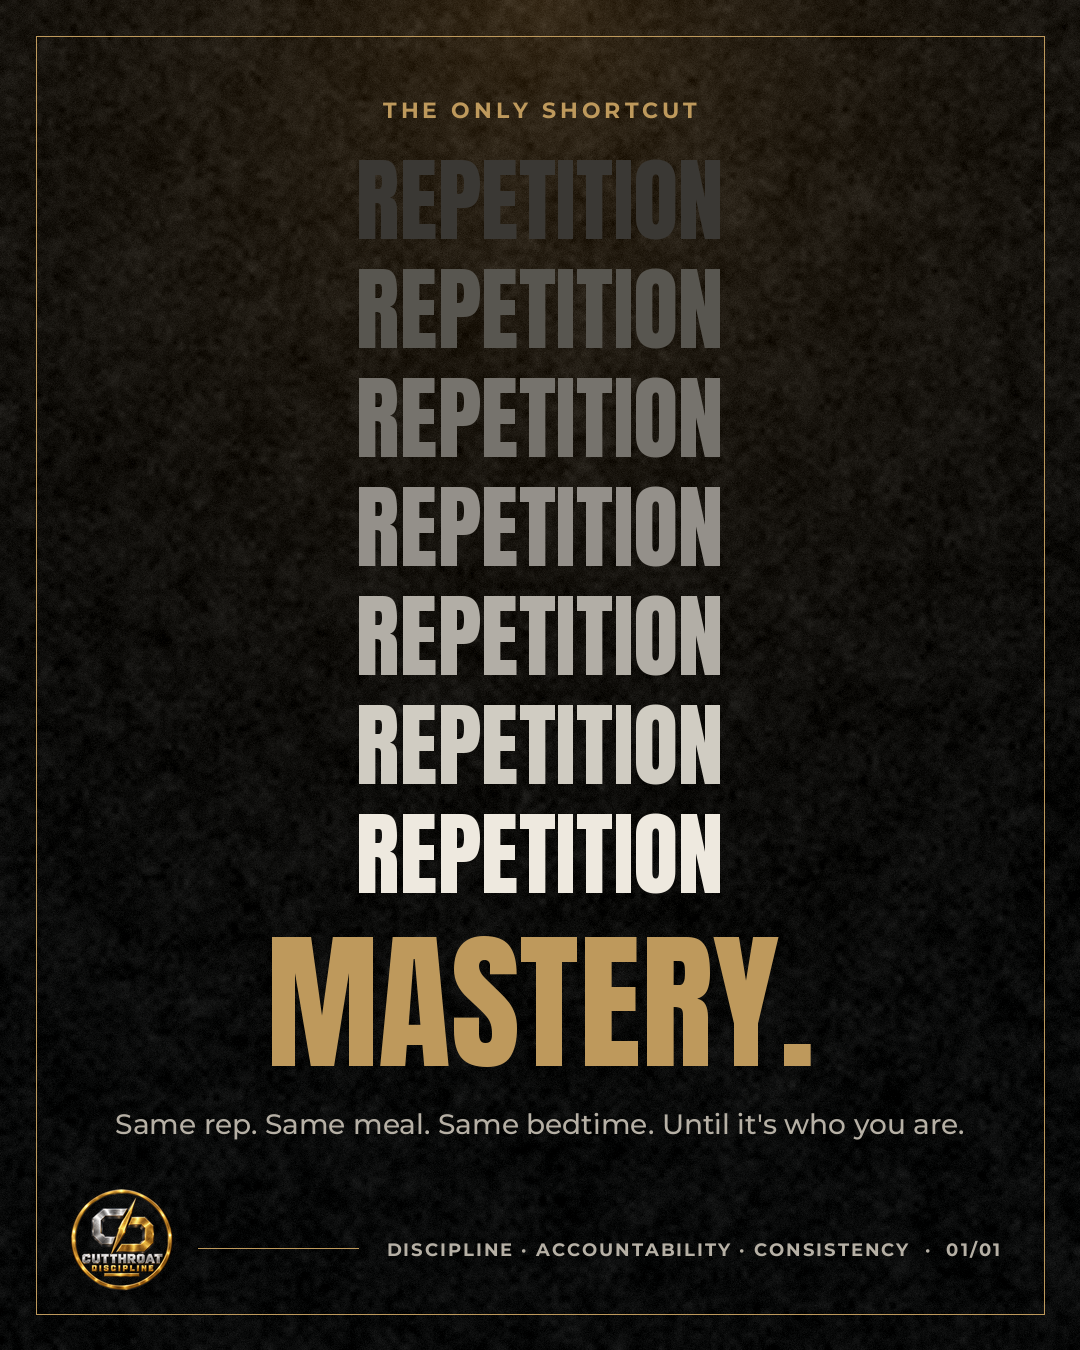 THE ONLY SHORTCUT
REPETITION
REPETITION
REPETITION
REPETITION
REPETITION
REPETITION
REPETITION
MASTERY.
Same rep. Same meal. Same bedtime. Until it's who you are.
CD
CUTTHROAT
DISCIPLINE
DISCIPLINE · ACCOUNTABILITY · CONSISTENCY · 01/01